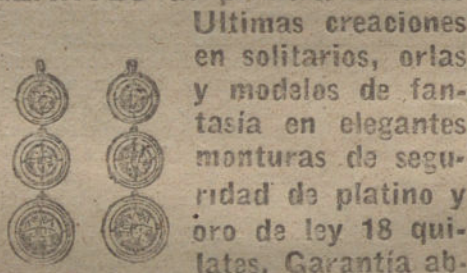 Ultimas creaciones
en solitarios, orlas
y modelos de fan-
tasía en elegantes
monturas de segu-
ridad de platino y
oro de ley 18 qui-
lates. Garantía ab-